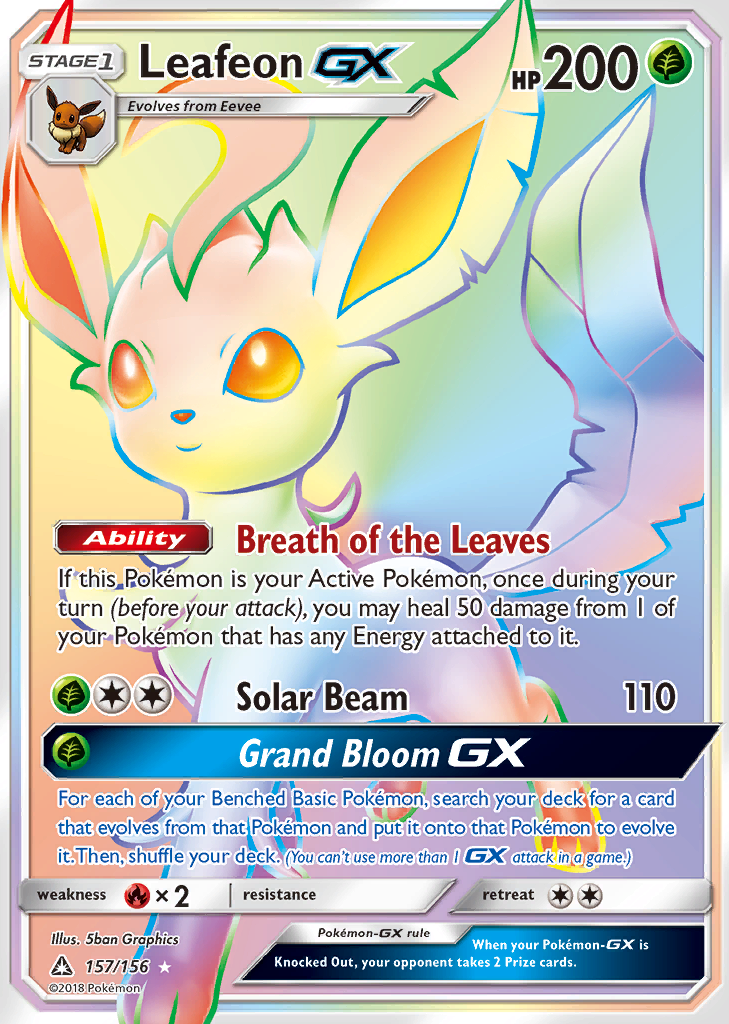 STAGE1 Leafeon GX HP200
Evolves from Eevee
Ability Breath of the Leaves
If this Pokémon is your Active Pokémon, once during your
turn (before your attack), you may heal 50 damage from 1 of
your Pokémon that has any Energy attached to it.
Solar Beam 110
Grand Bloom GX
For each of your Benched Basic Pokémon, search your deck for a card
that evolves from that Pokémon and put it onto that Pokémon to evolve
it. Then, shuffle your deck. (You can't use more than 1 GX attack in a game.)
weakness ×2 resistance retreat
Illus. 5ban Graphics
157/156
©2018 Pokémon
Pokémon-GX rule
When your Pokémon-GX is
Knocked Out, your opponent takes 2 Prize cards.